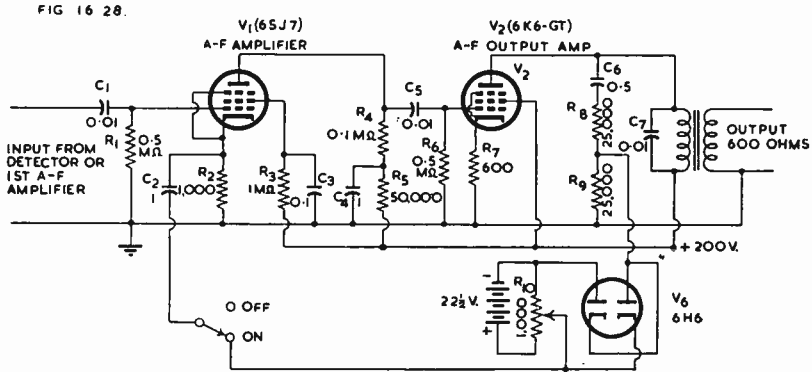 FIG 16 28.
V1(6SJ7)
A-F AMPLIFIER
V2(6K6-GT)
A-F OUTPUT AMP
V2
C1
0.01
R1
0.5
MΩ
INPUT FROM
DETECTOR OR
1ST A-F
AMPLIFIER
C2
1
R2
1,000
R3
1MΩ
C3
0.1
R4
0.1MΩ
C4
1
R5
50,000
C5
0.01
R6
0.5
MΩ
R7
600
C6
0.5
R8
25,000
R9
25,000
C7
0.01
OUTPUT
600 OHMS
+200V.
O OFF
ON
-
22½V.
+
R10
1,000
V6
6H6